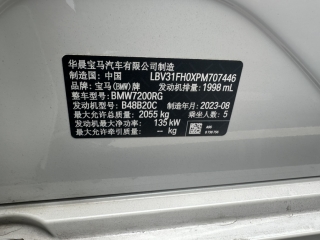 华晨宝马汽车有限公司制造
制造国: 中国 LBV31FH0XPM707446
品牌: 宝马(BMW)牌 发动机排量: 1998 mL
整车型号: BMW7200RG
发动机型号: B48B20C 制造年月: 2023-08
最大允许总质量: 2055 kg 乘坐人数: 5
发动机最大净功率: 135 kW
最大允许牵引质量: — kg